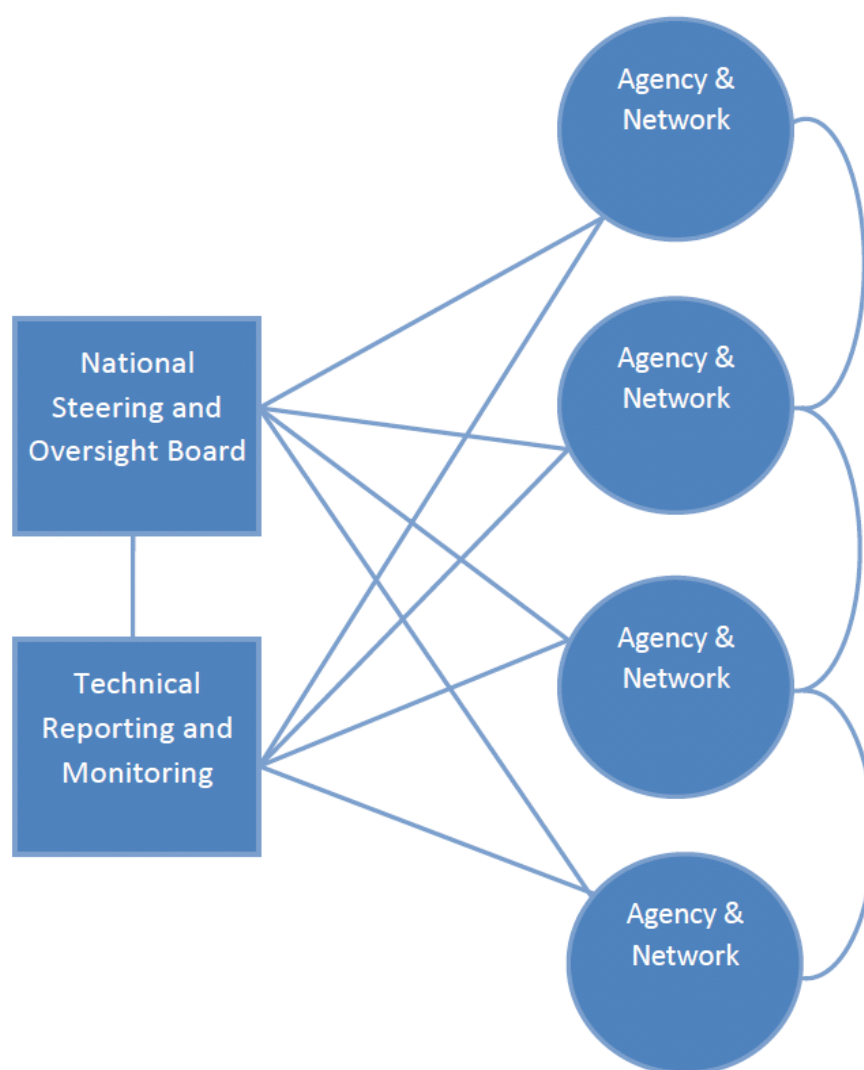 Agency &
Network
National
Steering and
Oversight Board
Agency &
Network
Technical
Reporting and
Monitoring
Agency &
Network
Agency &
Network